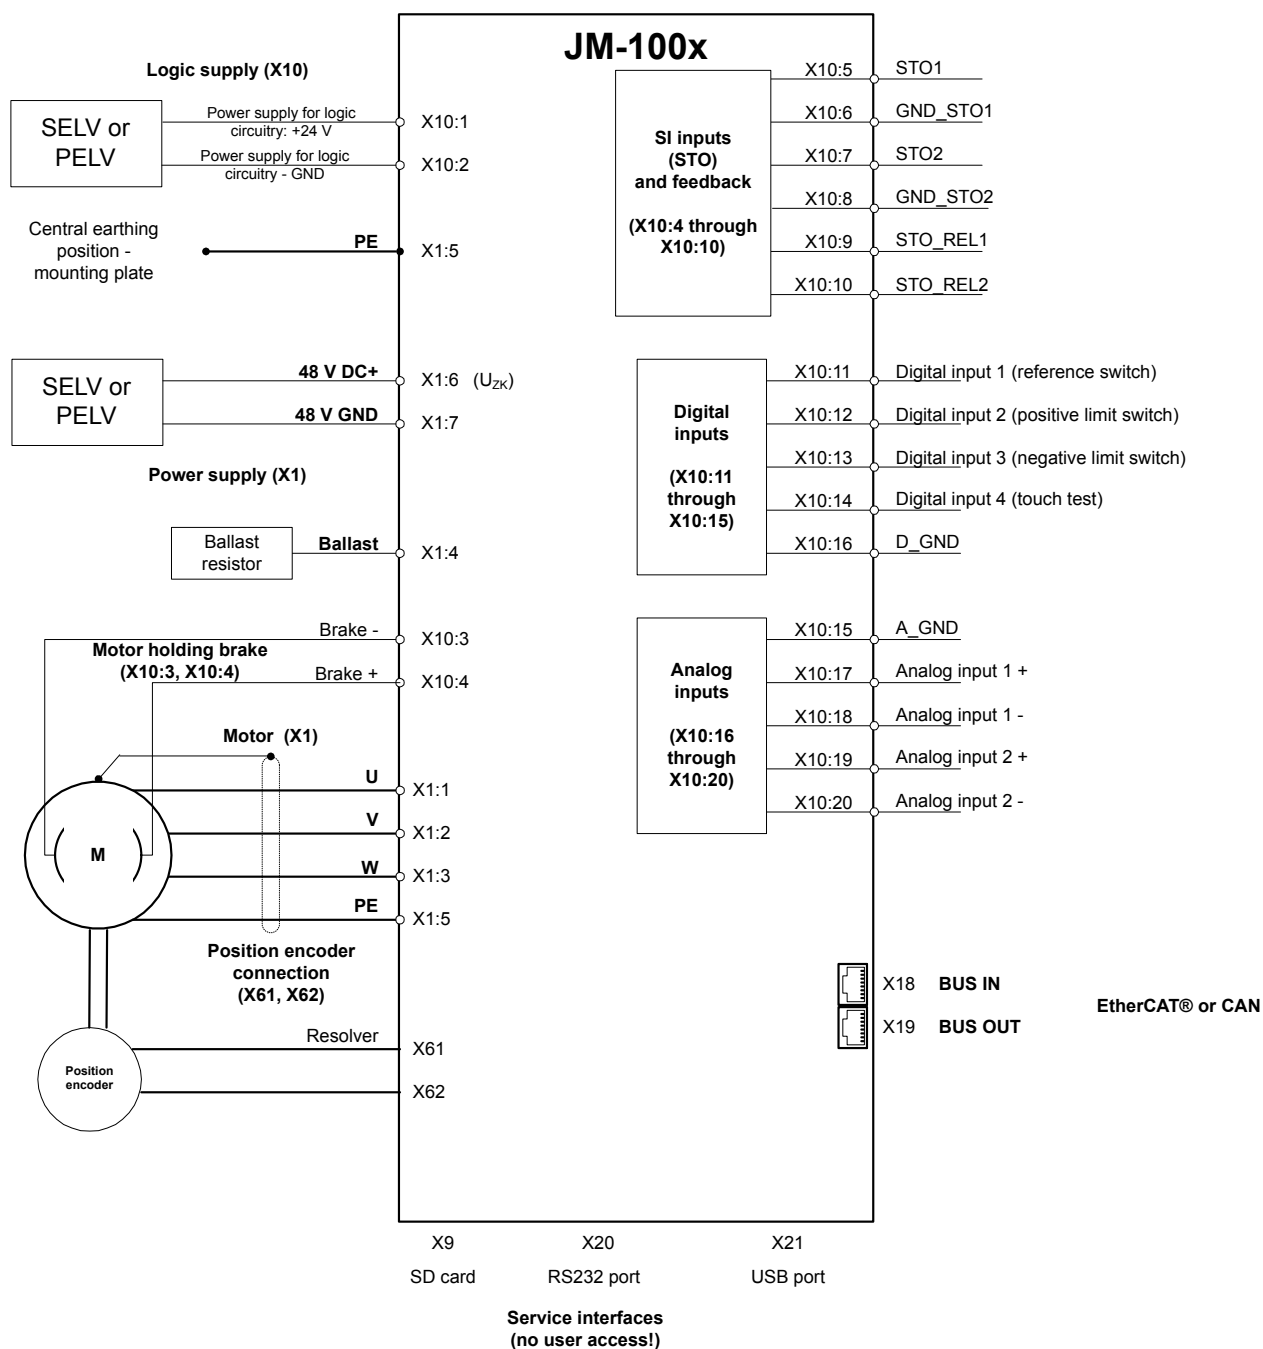 JM-100x
Logic supply (X10)
SELV or
PELV
Power supply for logic
circuitry: +24 V
X10:1
Power supply for logic
circuitry - GND
X10:2
Central earthing
position -
mounting plate
PE
X1:5
SELV or
PELV
48 V DC+
X1:6 (UZK)
48 V GND
X1:7
Power supply (X1)
Ballast
resistor
Ballast
X1:4
Brake -
X10:3
Motor holding brake
(X10:3, X10:4)
Brake +
X10:4
Motor (X1)
M
U
X1:1
V
X1:2
W
X1:3
PE
X1:5
Position encoder
connection
(X61, X62)
Resolver
X61
X62
Position
encoder
SI inputs
(STO)
and feedback
(X10:4 through
X10:10)
X10:5 STO1
X10:6 GND_STO1
X10:7 STO2
X10:8 GND_STO2
X10:9 STO_REL1
X10:10 STO_REL2
Digital
inputs
(X10:11
through
X10:15)
X10:11 Digital input 1 (reference switch)
X10:12 Digital input 2 (positive limit switch)
X10:13 Digital input 3 (negative limit switch)
X10:14 Digital input 4 (touch test)
X10:16 D_GND
Analog
inputs
(X10:16
through
X10:20)
X10:15 A_GND
X10:17 Analog input 1 +
X10:18 Analog input 1 -
X10:19 Analog input 2 +
X10:20 Analog input 2 -
X18 BUS IN
X19 BUS OUT
EtherCAT® or CAN
X9 X20 X21
SD card RS232 port USB port
Service interfaces
(no user access!)